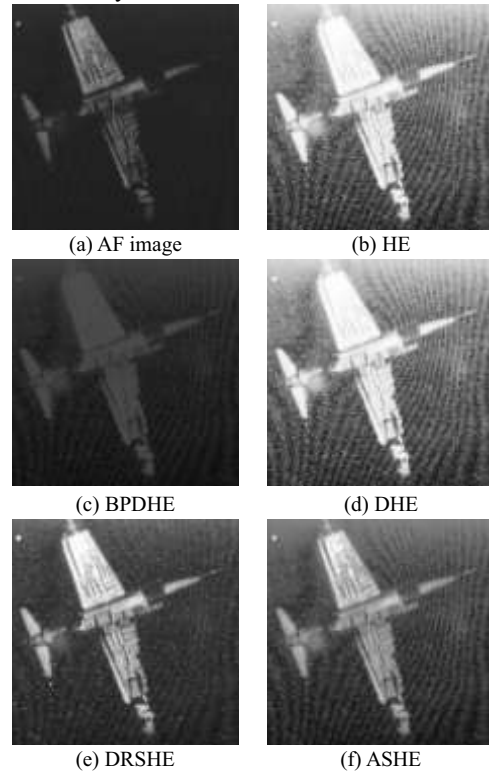 (a) AF image
(b) HE
(c) BPDHE
(d) DHE
(e) DRSHE
(f) ASHE